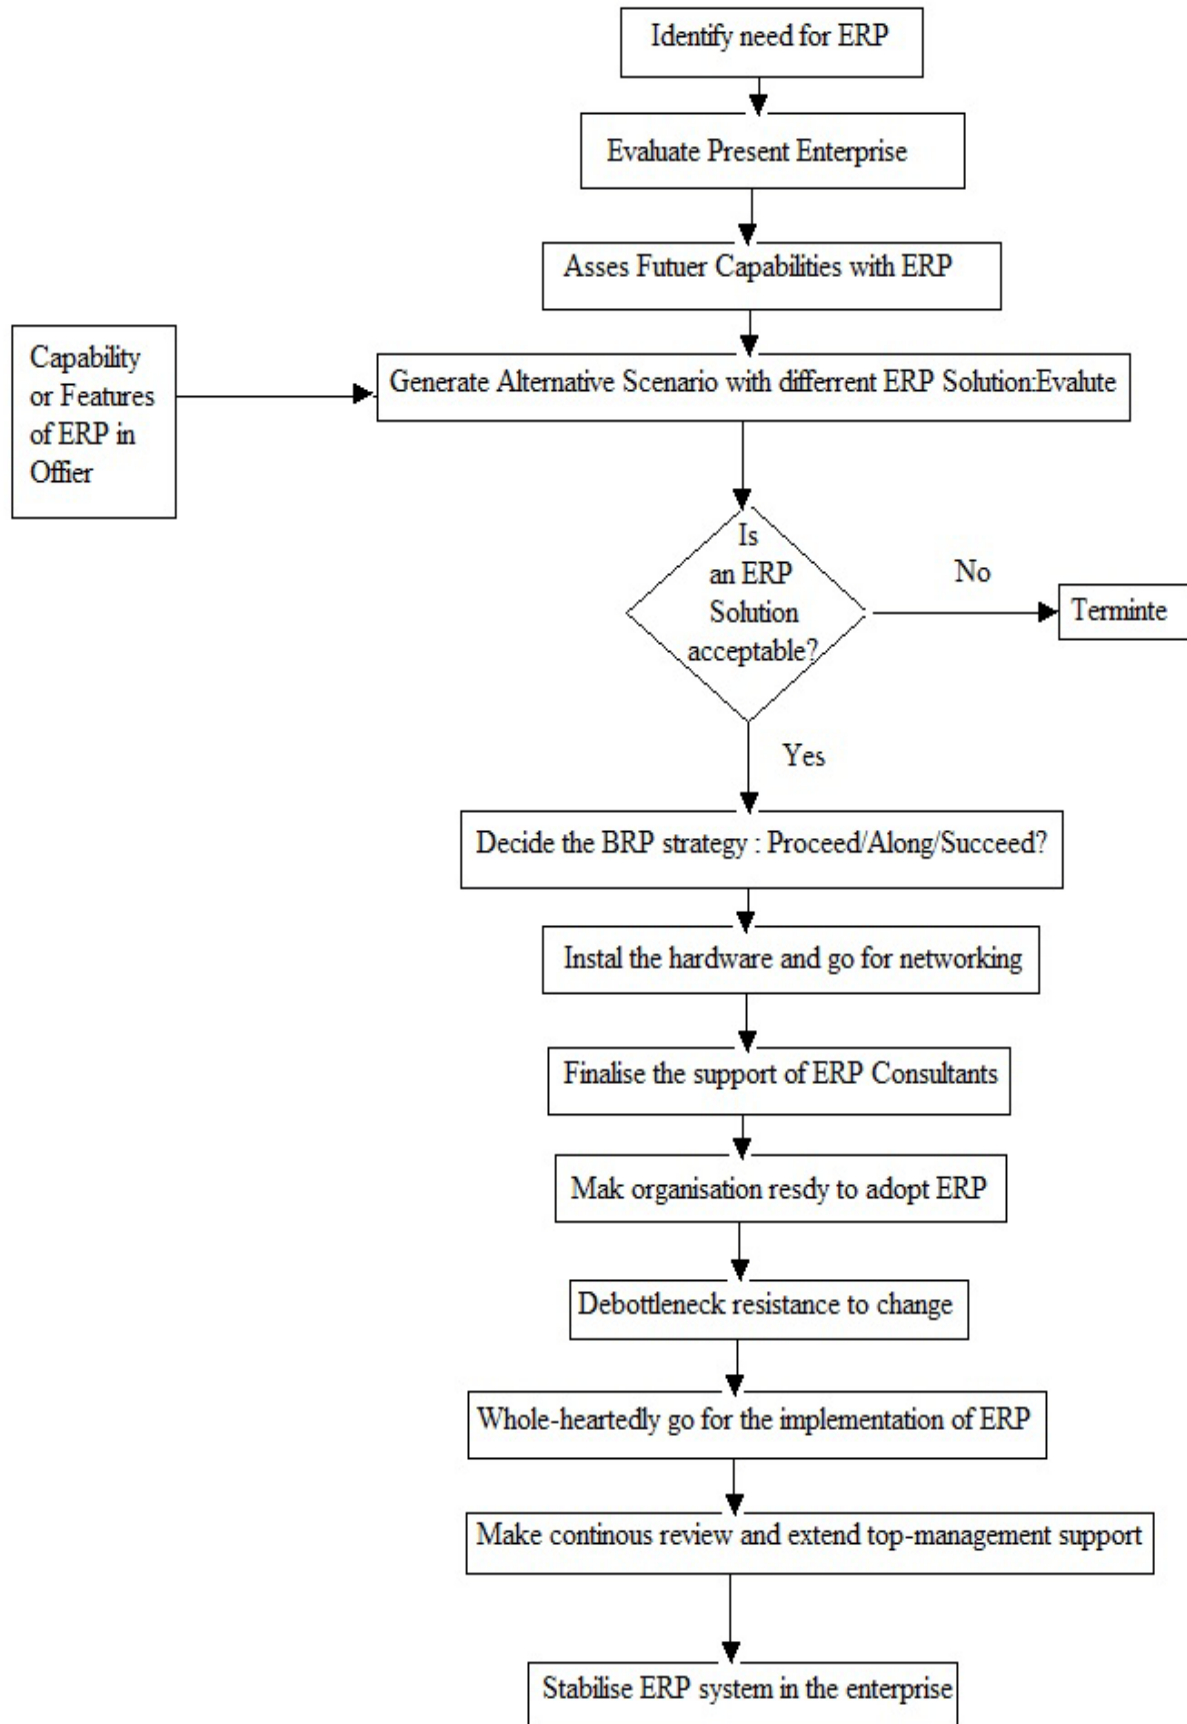 Identify need for ERP
Evaluate Present Enterprise
Asses Futuer Capabilities with ERP
Capability
or Features
of ERP in
Offier
Generate Alternative Scenario with differrent ERP Solution:Evalute
Is
an ERP
Solution
acceptable?
No
Terminte
Yes
Decide the BRP strategy : Proceed/Along/Succeed?
Instal the hardware and go for networking
Finalise the support of ERP Consultants
Mak organisation resdy to adopt ERP
Debottleneck resistance to change
Whole-heartedly go for the implementation of ERP
Make continous review and extend top-management support
Stabilise ERP system in the enterprise